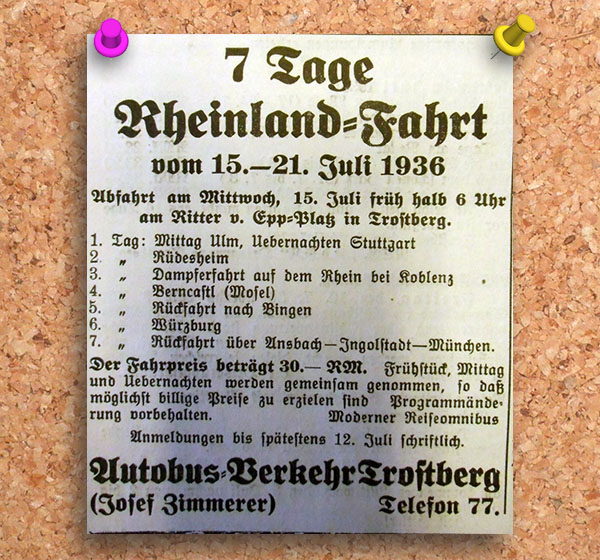 7 Tage
Rheinland-Fahrt
vom 15.—21. Juli 1936
Abfahrt am Mittwoch, 15. Juli früh halb 6 Uhr
am Ritter v. Epp-Platz in Trostberg.
1. Tag: Mittag Ulm, Uebernachten Stuttgart
2. „ Rüdesheim
3. „ Dampferfahrt auf dem Rhein bei Koblenz
4. „ Berncastl (Mosel)
5. „ Rückfahrt nach Bingen
6. „ Würzburg
7. „ Rückfahrt über Ansbach—Ingolstadt—München.
Der Fahrpreis beträgt 30.— RM. Frühstück, Mittag
und Uebernachten werden gemeinsam genommen, so daß
möglichst billige Preise zu erzielen sind Programmände-
rung vorbehalten. Moderner Reiseomnibus
Anmeldungen bis spätestens 12. Juli schriftlich.
Autobus-Verkehr Trostberg
(Josef Zimmerer) Telefon 77.